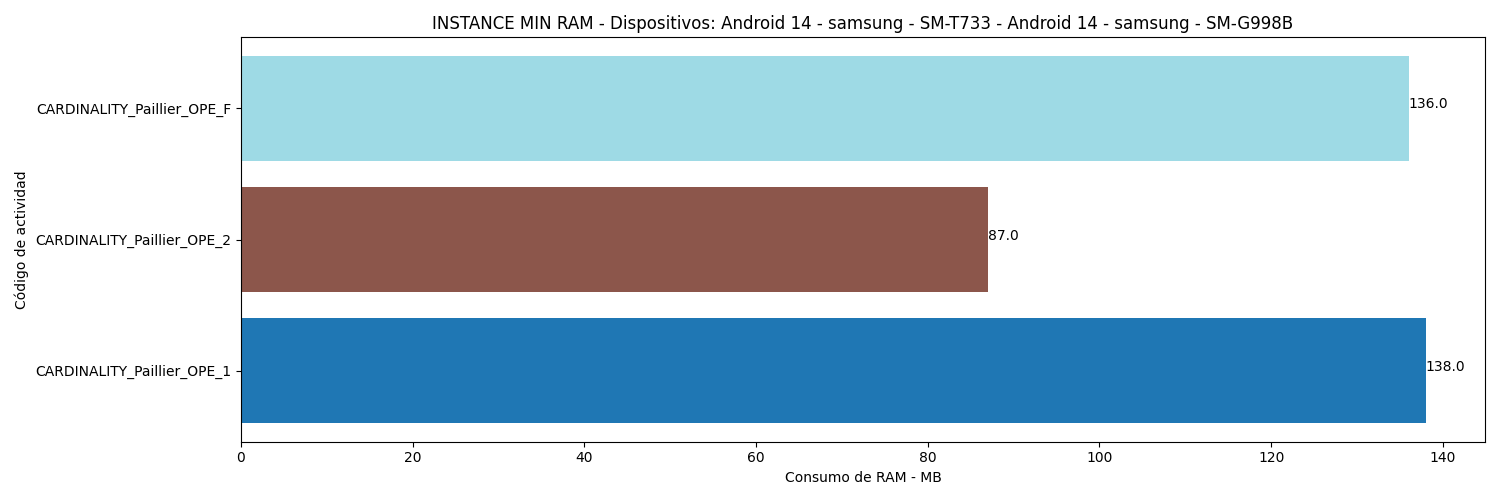 INSTANCE MIN RAM - Dispositivos: Android 14 - samsung - SM-T733 - Android 14 - samsung - SM-G998B
Código de actividad
CARDINALITY_Paillier_OPE_F
136.0
CARDINALITY_Paillier_OPE_2
87.0
CARDINALITY_Paillier_OPE_1
138.0
0 20 40 60 80 100 120 140
Consumo de RAM - MB